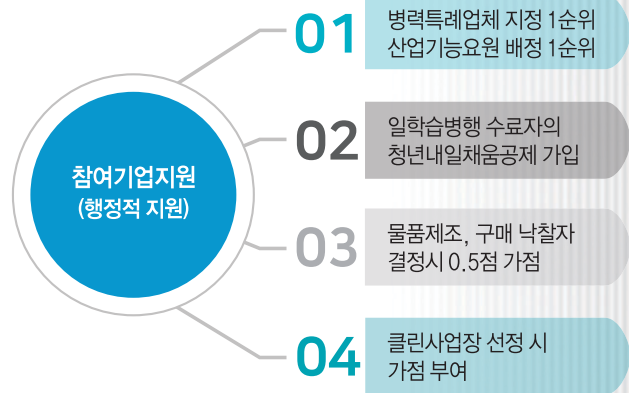 참여기업지원
(행정적 지원)
01
병력특례업체 지정 1순위
산업기능요원 배정 1순위
02
일학습병행 수료자의
청년내일채움공제 가입
03
물품제조, 구매 낙찰자
결정시 0.5점 가점
04
클린사업장 선정 시
가점 부여